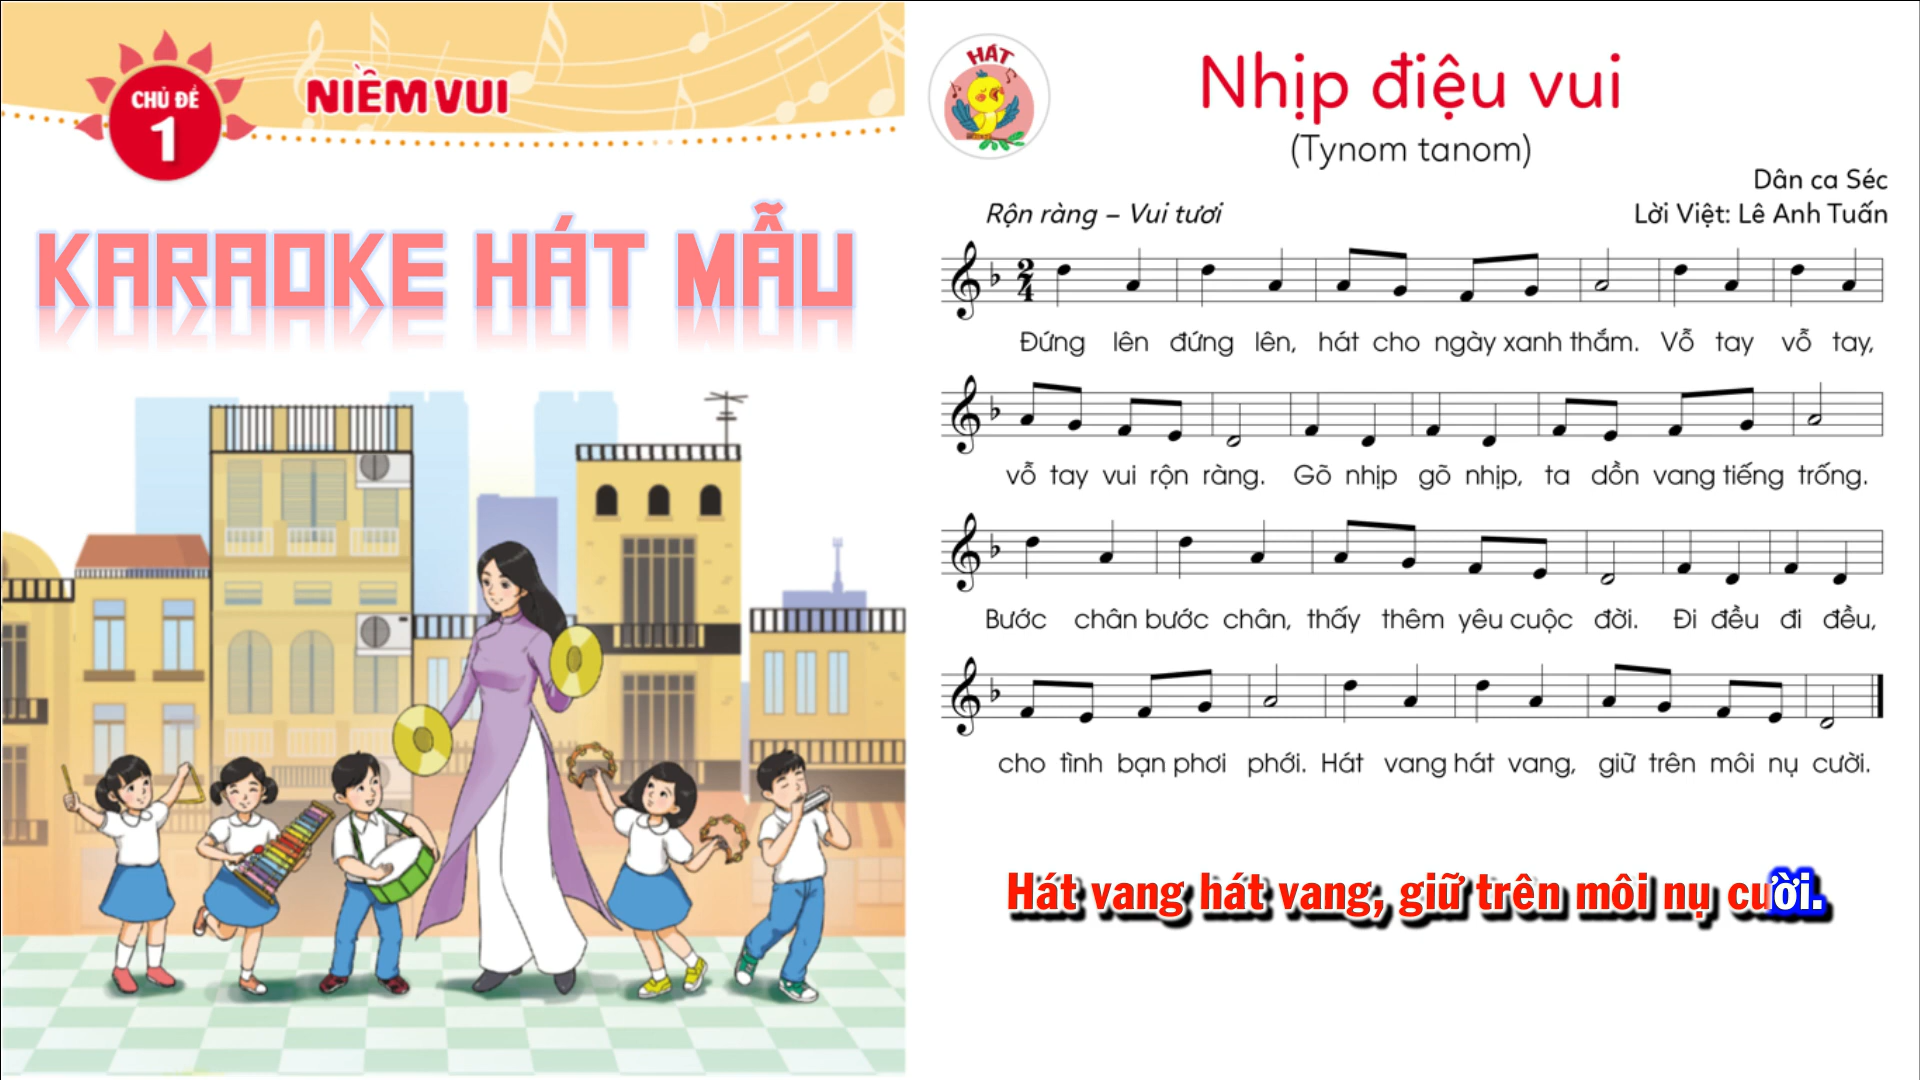 CHỦ ĐỀ
1
NIỀM VUI
KARAOKE HÁT MẪU
HÁT
Nhịp điệu vui
(Tynom tanom)
Dân ca Séc
Rộn ràng – Vui tươi
Lời Việt: Lê Anh Tuấn
2
4
Đứng lên đứng lên, hát cho ngày xanh thắm. Vỗ tay vỗ tay,
vỗ tay vui rộn ràng. Gõ nhịp gõ nhịp, ta dồn vang tiếng trống.
Bước chân bước chân, thấy thêm yêu cuộc đời. Đi đều đi đều,
cho tình bạn phơi phới. Hát vang hát vang, giữ trên môi nụ cười.
Hát vang hát vang, giữ trên môi nụ cười.